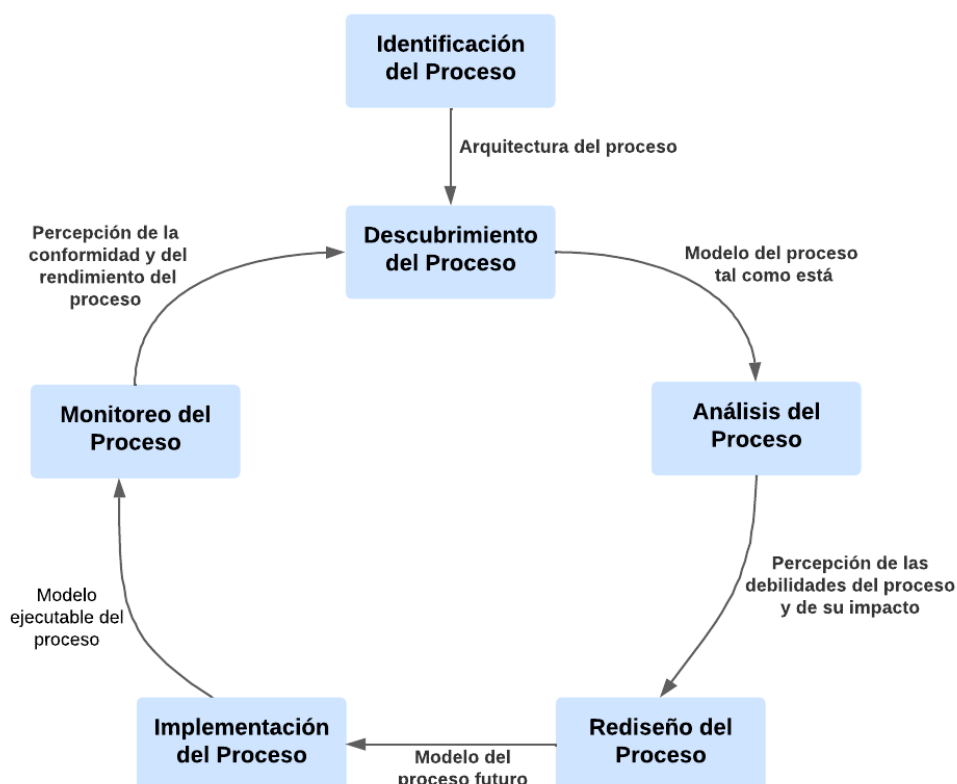 Identificación
del Proceso
Arquitectura del proceso
Descubrimiento
del Proceso
Percepción de la
conformidad y del
rendimiento del
proceso
Modelo del proceso
tal como está
Monitoreo del
Proceso
Análisis del
Proceso
Percepción de las
debilidades del proceso
y de su impacto
Modelo
ejecutable del
proceso
Implementación
del Proceso
Modelo del
proceso futuro
Rediseño del
Proceso